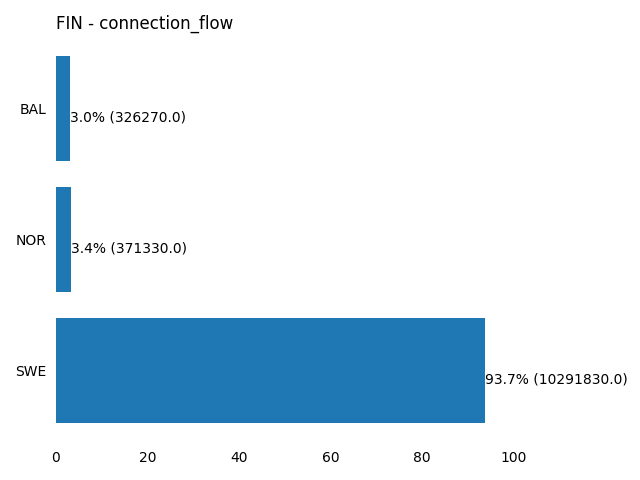 FIN - connection_flow
BAL
3.0% (326270.0)
NOR
3.4% (371330.0)
SWE
93.7% (10291830.0)
0 20 40 60 80 100